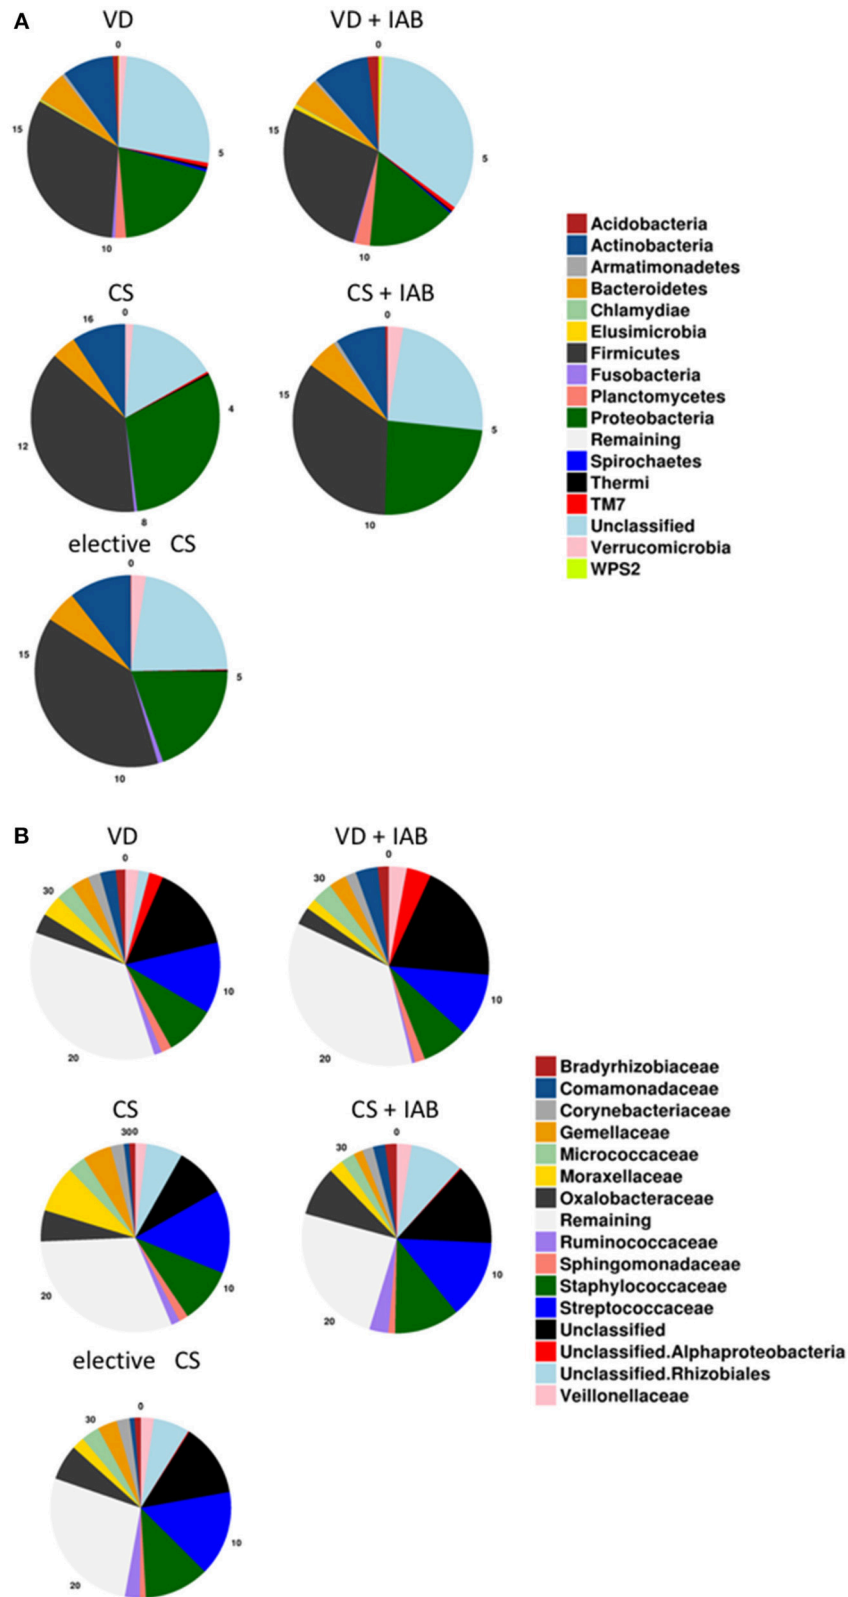 A
VD
VD + IAB
0
0
15
5
15
5
10
10
CS
CS + IAB
16
0
0
15
4
5
12
8
10
elective CS
0
15
5
10
Acidobacteria
Actinobacteria
Armatimonadetes
Bacteroidetes
Chlamydiae
Elusimicrobia
Firmicutes
Fusobacteria
Planctomycetes
Proteobacteria
Remaining
Spirochaetes
Thermi
TM7
Unclassified
Verrucomicrobia
WPS2
B
VD
VD + IAB
0
0
30
30
10
10
20
20
CS
CS + IAB
300
0
30
10
10
20
20
elective CS
0
30
10
20
Bradyrhizobiaceae
Comamonadaceae
Corynebacteriaceae
Gemellaceae
Micrococcaceae
Moraxellaceae
Oxalobacteraceae
Remaining
Ruminococcaceae
Sphingomonadaceae
Staphylococcaceae
Streptococcaceae
Unclassified
Unclassified.Alphaproteobacteria
Unclassified.Rhizobiales
Veillonellaceae